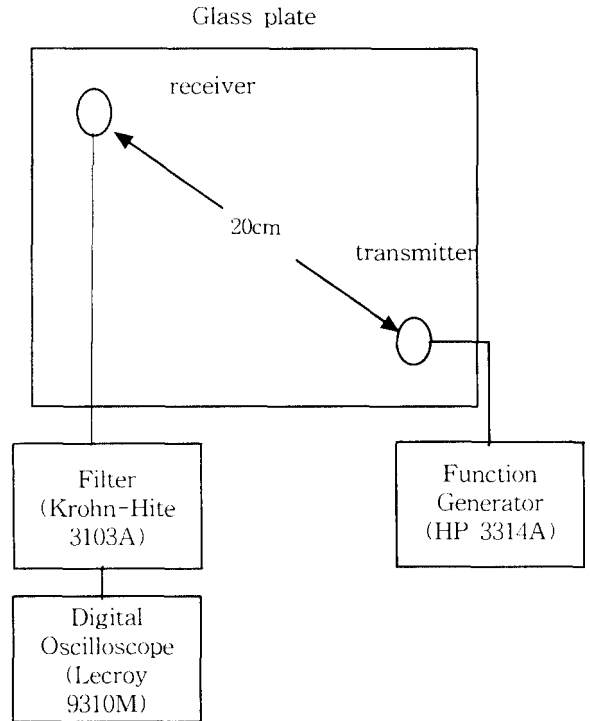 Glass plate
receiver
20cm
transmitter
Filter
(Krohn-Hite
3103A)
Function
Generator
(HP 3314A)
Digital
Oscilloscope
(Lecroy
9310M)